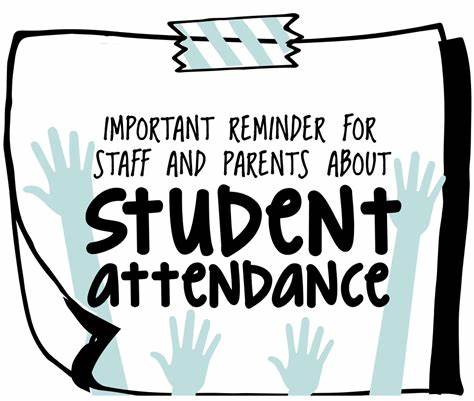 IMPORTANT REMINDER FOR
STAFF AND PARENTS ABOUT
STUDENT
ATTENDANCE